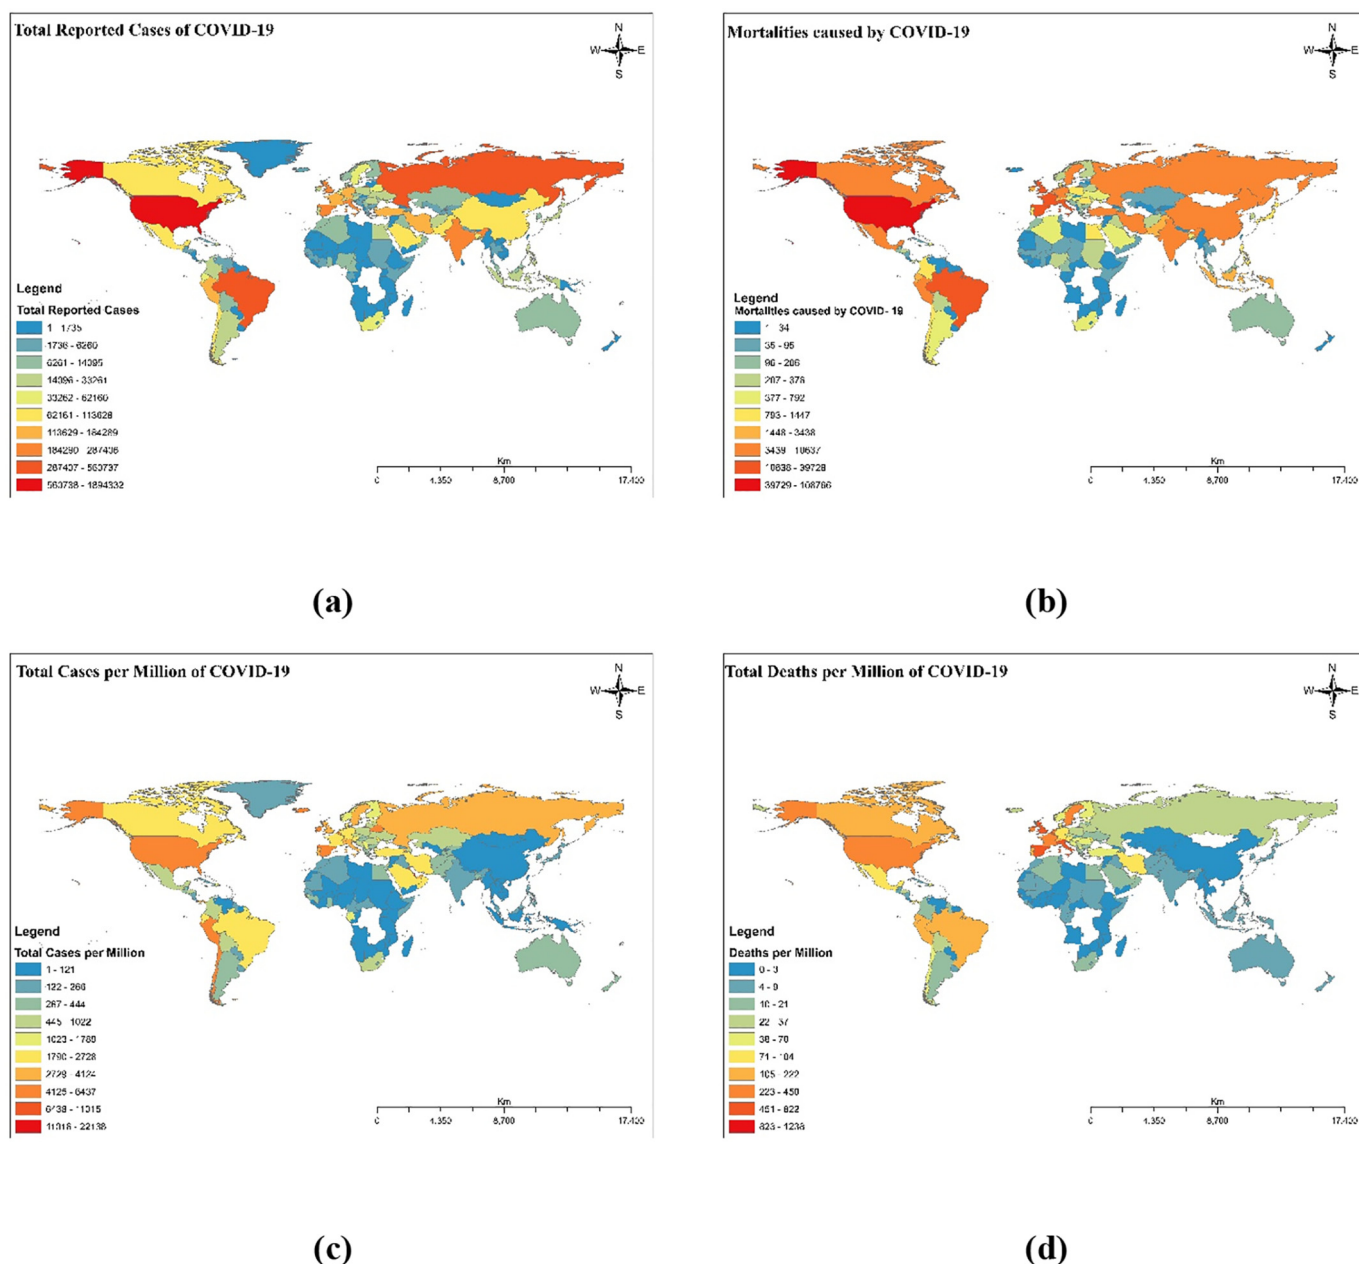 Total Reported Cases of COVID-19
N
W E
S
Legend
Total Reported Cases
1 - 1735
1736 - 6260
6261 - 14395
14396 - 33261
33262 - 62160
62161 - 113628
113629 - 184289
184290 - 287406
287407 - 560737
560738 - 1894332
Km
0 4,350 8,700 17,400
(a)
Mortalities caused by COVID-19
N
W E
S
Legend
Mortalities caused by COVID- 19
1 - 34
35 - 95
96 - 206
207 - 376
377 - 792
793 - 1447
1448 - 3438
3439 - 10637
10638 - 39728
39729 - 108766
Km
0 4,350 8,700 17,400
(b)
Total Cases per Million of COVID-19
N
W E
S
Legend
Total Cases per Million
1 - 121
122 - 266
267 - 444
445 - 1022
1023 - 1789
1790 - 2728
2729 - 4124
4125 - 6437
6438 - 11015
11016 - 22138
Km
0 4,350 8,700 17,400
(c)
Total Deaths per Million of COVID-19
N
W E
S
Legend
Deaths per Million
0 - 3
4 - 9
10 - 21
22 - 37
38 - 70
71 - 104
105 - 222
223 - 450
451 - 822
823 - 1238
Km
0 4,350 8,700 17,400
(d)